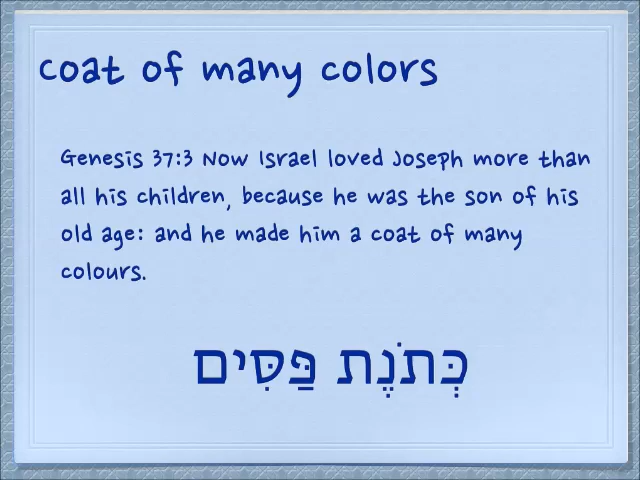 coat of many colors
Genesis 37:3 Now Israel loved Joseph more than
all his children, because he was the son of his
old age: and he made him a coat of many
colours.
כְּתֹנֶת פַּסִּים